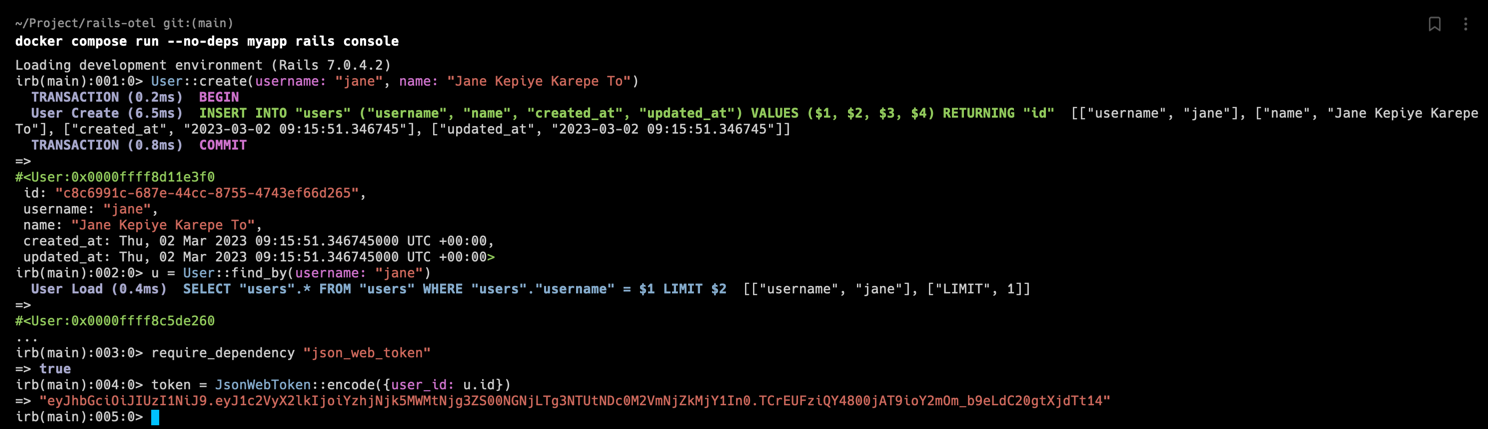 ~/Project/rails-otel git:(main)
docker compose run --no-deps myapp rails console
Loading development environment (Rails 7.0.4.2)
irb(main):001:0> User::create(username: "jane", name: "Jane Kepiye Karepe To")
  TRANSACTION (0.2ms)  BEGIN
  User Create (6.5ms)  INSERT INTO "users" ("username", "name", "created_at", "updated_at") VALUES ($1, $2, $3, $4) RETURNING "id"  [["username", "jane"], ["name", "Jane Kepiye Karepe
To"], ["created_at", "2023-03-02 09:15:51.346745"], ["updated_at", "2023-03-02 09:15:51.346745"]]
  TRANSACTION (0.8ms)  COMMIT
=>
#<User:0x0000ffff8d11e3f0
 id: "c8c6991c-687e-44cc-8755-4743ef66d265",
 username: "jane",
 name: "Jane Kepiye Karepe To",
 created_at: Thu, 02 Mar 2023 09:15:51.346745000 UTC +00:00,
 updated_at: Thu, 02 Mar 2023 09:15:51.346745000 UTC +00:00>
irb(main):002:0> u = User::find_by(username: "jane")
  User Load (0.4ms)  SELECT "users".* FROM "users" WHERE "users"."username" = $1 LIMIT $2  [["username", "jane"], ["LIMIT", 1]]
=>
#<User:0x0000ffff8c5de260
...
irb(main):003:0> require_dependency "json_web_token"
=> true
irb(main):004:0> token = JsonWebToken::encode({user_id: u.id})
=> "eyJhbGciOiJIUzI1NiJ9.eyJ1c2VyX2lkIjoiYzhjNjk5MWMtNjg3ZS00NGNjLTg3NTUtNDc0M2VmNjZkMjY1In0.TCrEUFziQY4800jAT9ioY2mOm_b9eLdC20gtXjdTt14"
irb(main):005:0>